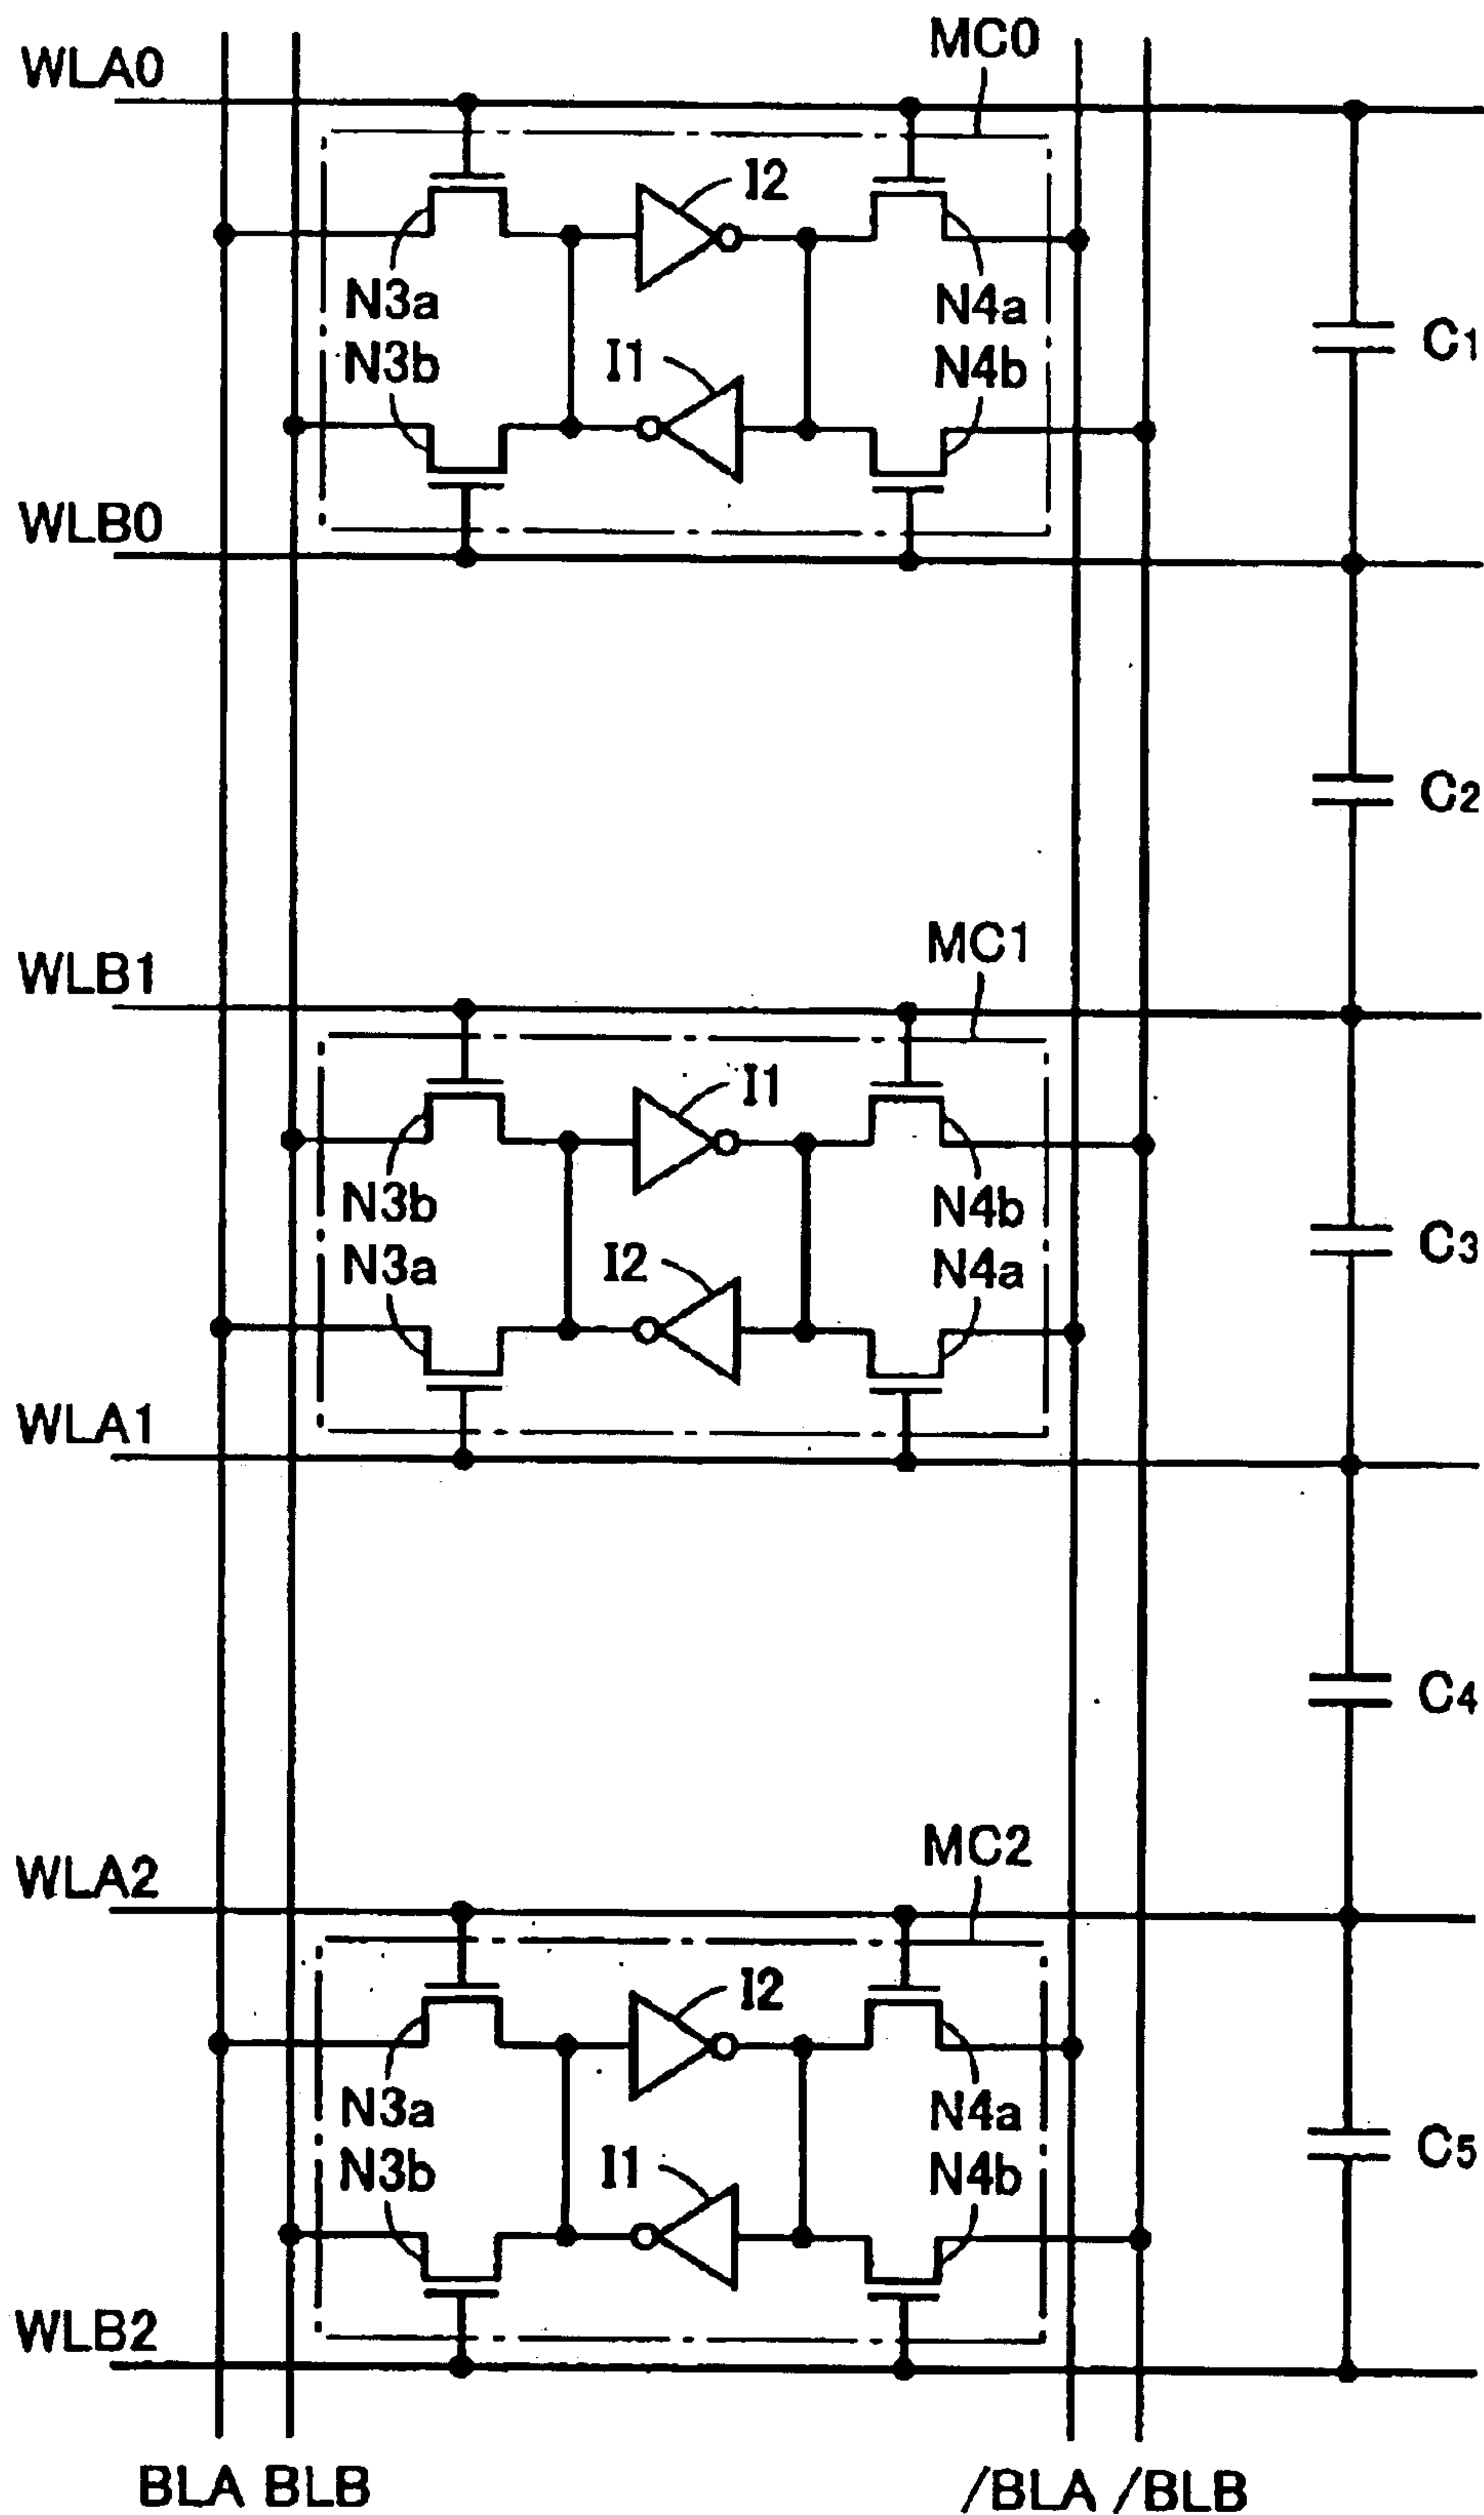 WLA0
MC0
I2
N3a
N4a
C1
N3b
I1
N4b
WLB0
C2
WLB1
MC1
I1
N3b
N4b
C3
N3a
I2
N4a
WLA1
C4
WLA2
MC2
I2
N3a
N4a
C5
N3b
I1
N4b
WLB2
BLA BLB /BLA /BLB